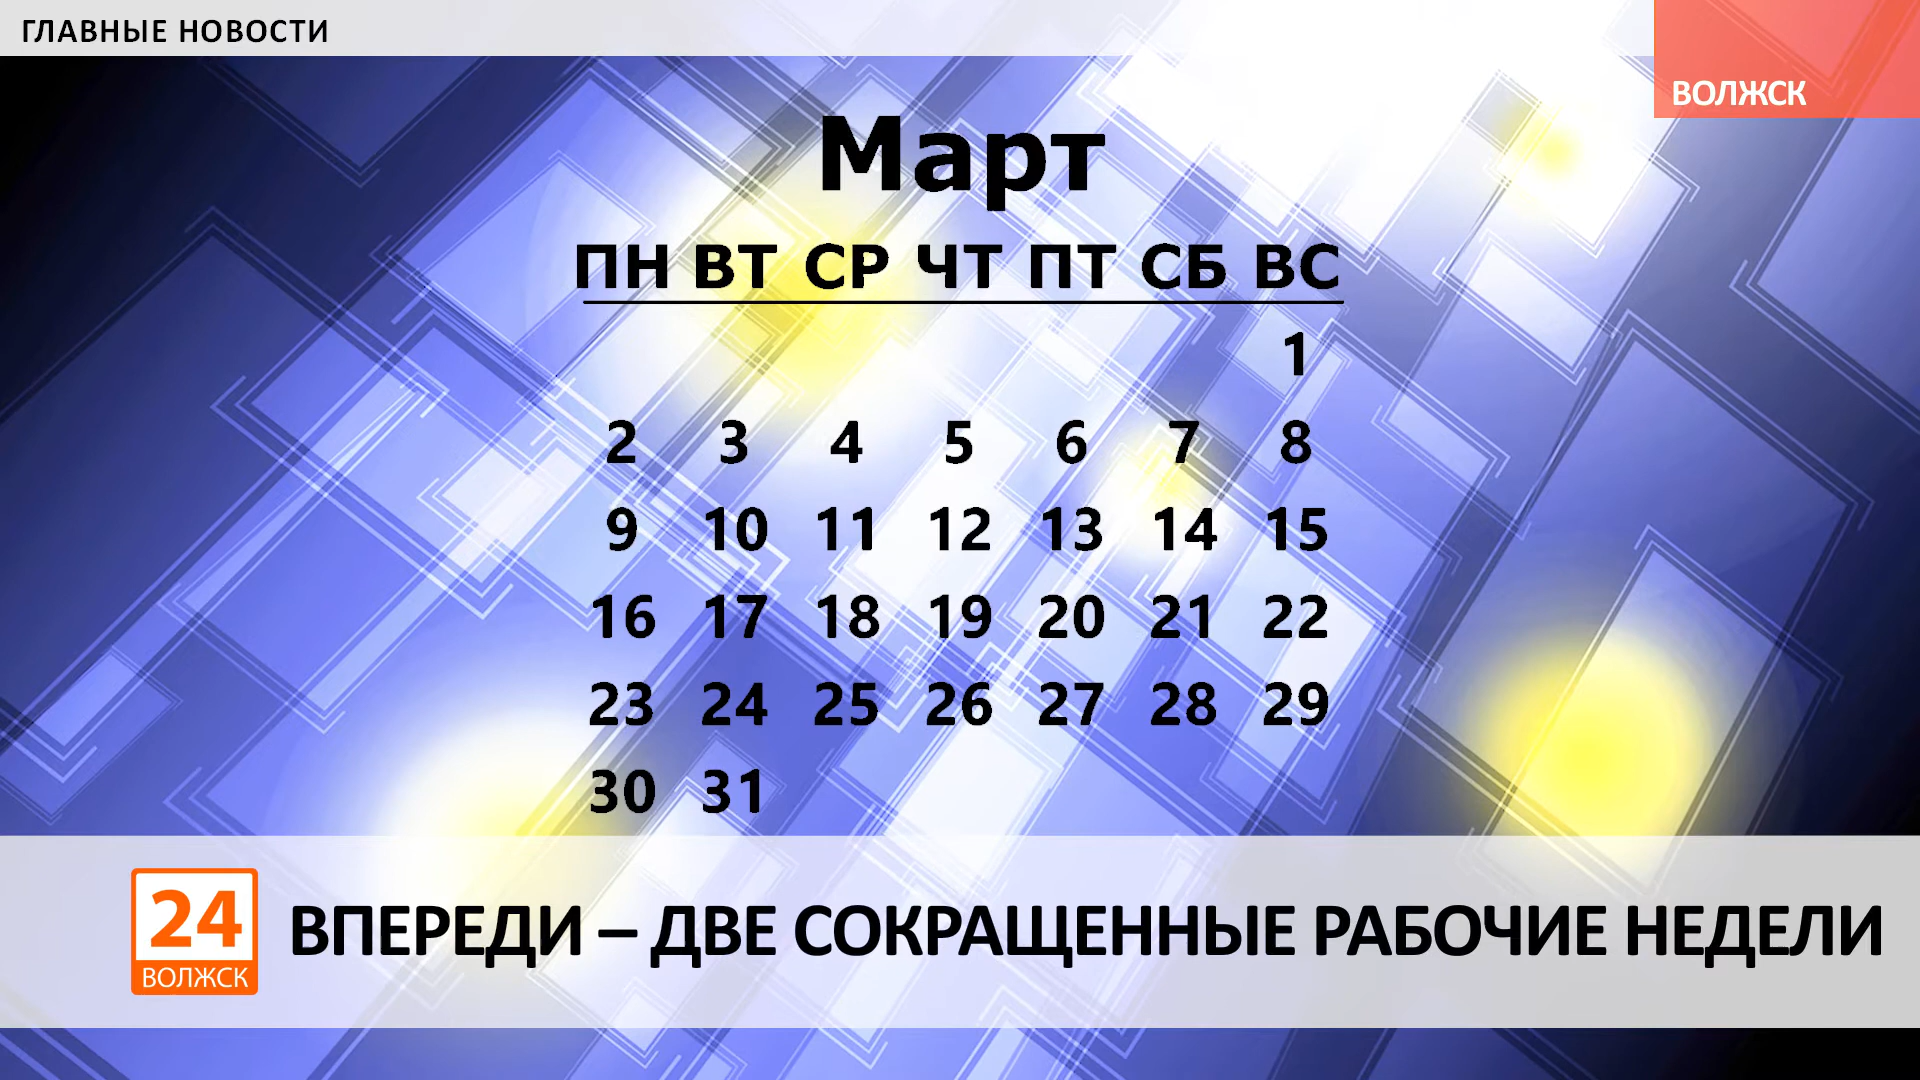 ГЛАВНЫЕ НОВОСТИ
ВОЛЖСК
Март
ПН ВТ СР ЧТ ПТ СБ ВС
1
2 3 4 5 6 7 8
9 10 11 12 13 14 15
16 17 18 19 20 21 22
23 24 25 26 27 28 29
30 31
24
ВОЛЖСК
ВПЕРЕДИ – ДВЕ СОКРАЩЕННЫЕ РАБОЧИЕ НЕДЕЛИ